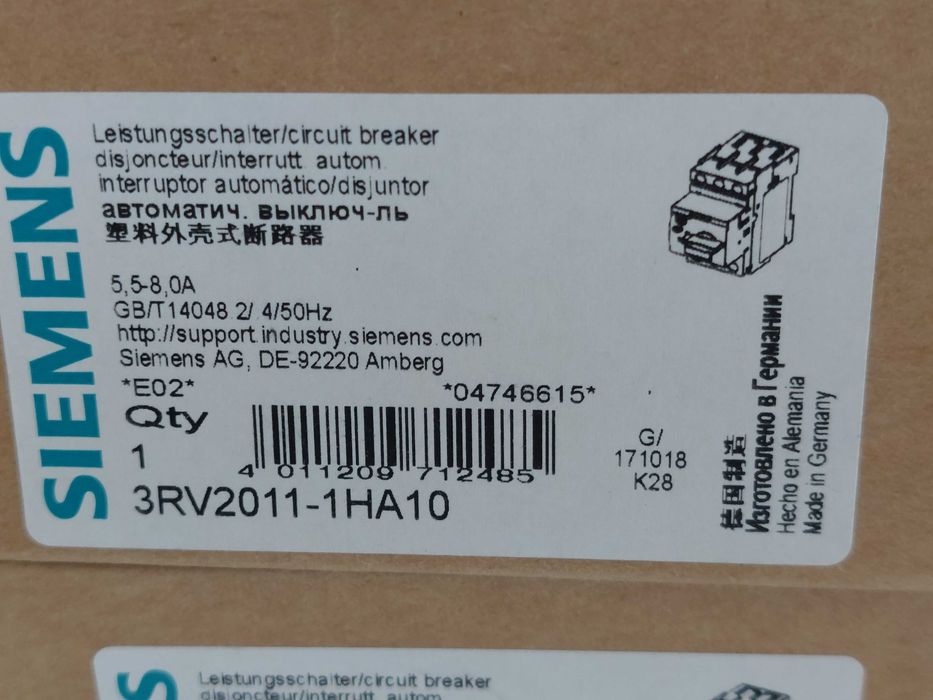 SIEMENS
Leistungsschalter/circuit breaker
disjoncteur/interrutt. autom.
interruptor automático/disjuntor
автоматич. выключ-ль
塑料外壳式断路器
5,5-8,0A
GB/T14048.2/.4/50Hz
http://support.industry.siemens.com
Siemens AG, DE-92220 Amberg
*E02* *04746615*
Qty
1
4 011209 712485
3RV2011-1HA10
G/
171018
K28
德国制造
Изготовлено в Германии
Hecho en Alemania
Made in Germany
Leistungsschalter/circuit breaker
disjoncteur/interrutt. autom.